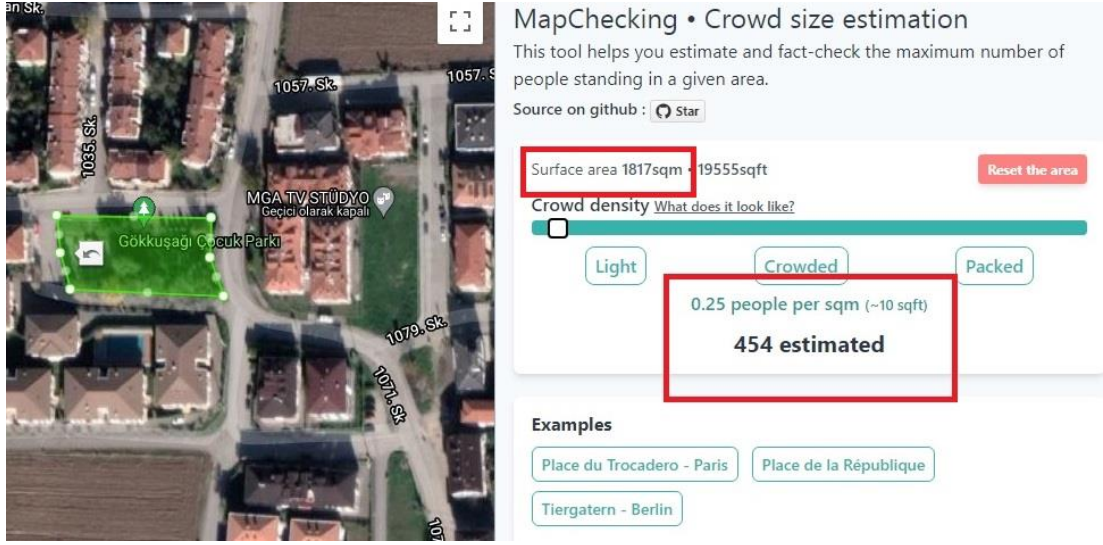 an Sk.
1057. Sk.
1057. S
1035. Sk.
MGA TV STÜDYO
Geçici olarak kapalı
Gökkuşağı Çocuk Parkı
1079. Sk.
1071. Sk
107
MapChecking • Crowd size estimation
This tool helps you estimate and fact-check the maximum number of
people standing in a given area.
Source on github : Star
Surface area 1817sqm • 19555sqft
Reset the area
Crowd density What does it look like?
Light
Crowded
Packed
0.25 people per sqm (~10 sqft)
454 estimated
Examples
Place du Trocadero - Paris
Place de la République
Tiergatern - Berlin